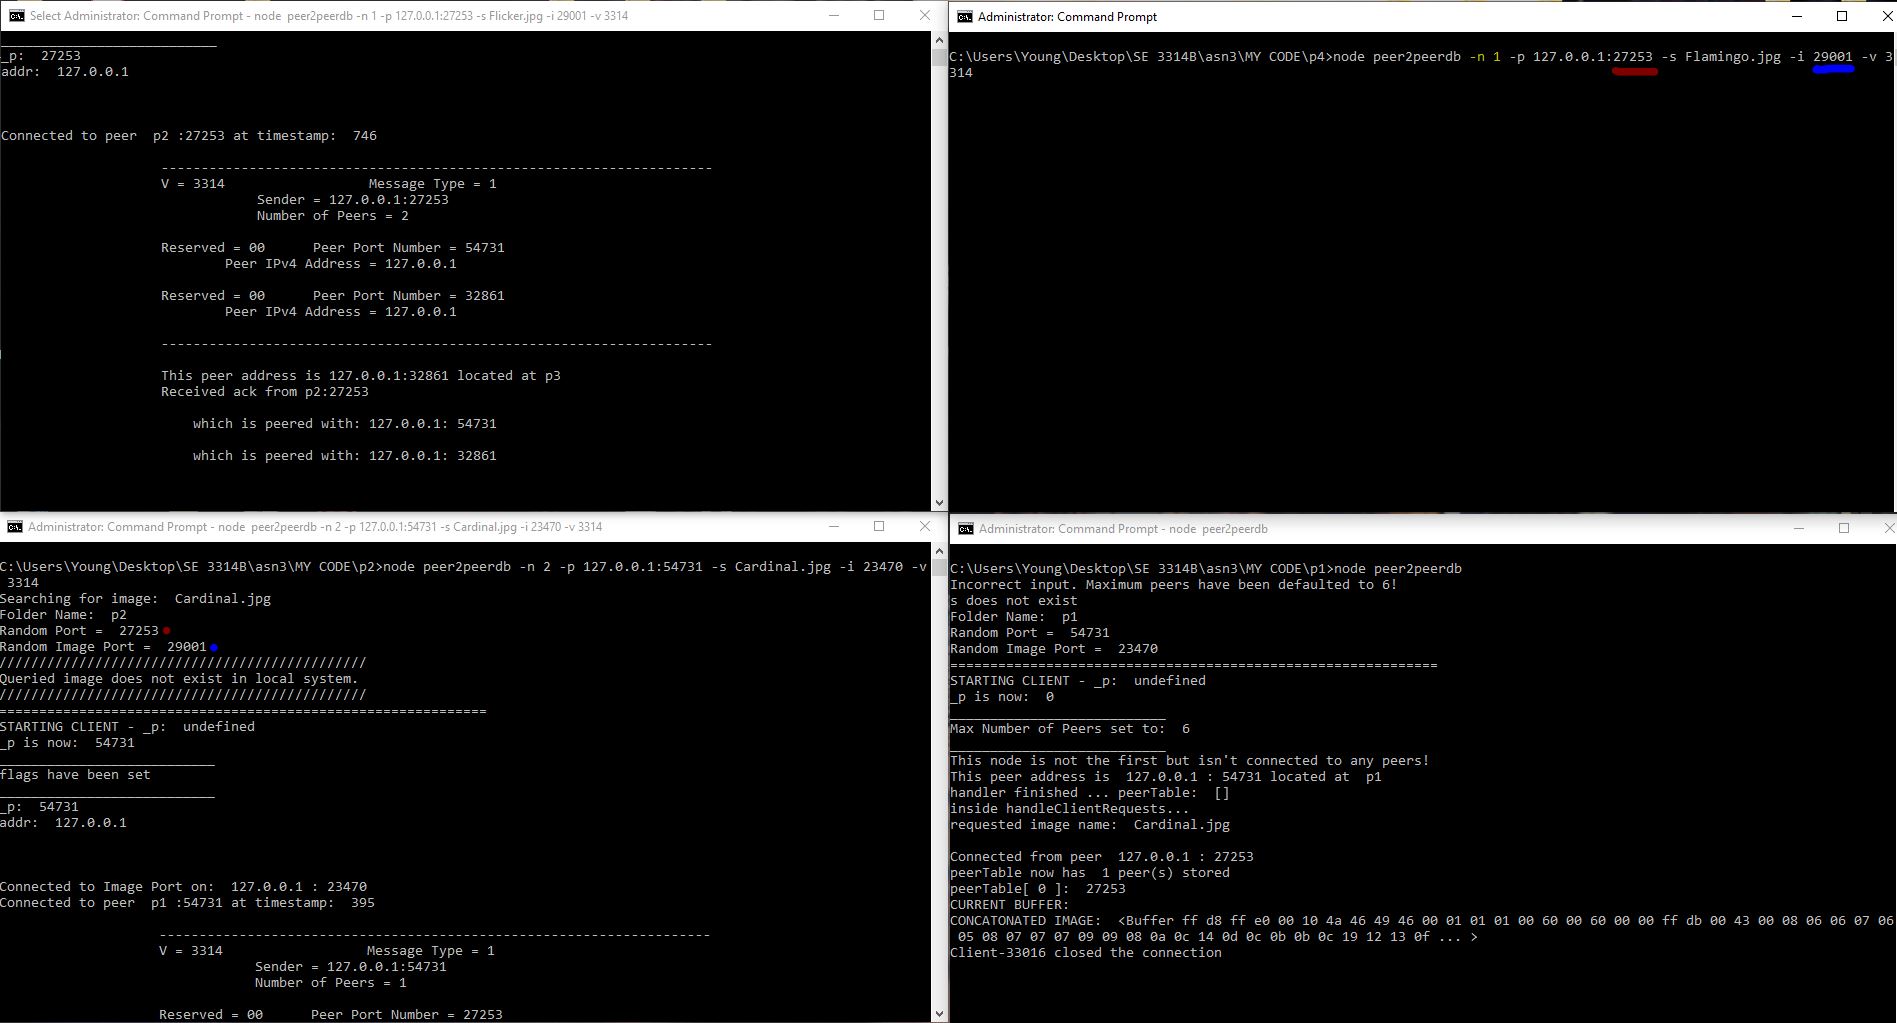 Select Administrator: Command Prompt - node  peer2peerdb -n 1 -p 127.0.0.1:27253 -s Flicker.jpg -i 29001 -v 3314
___________________________
_p:  27253
addr:  127.0.0.1
Connected to peer  p2 :27253 at timestamp:  746
---------------------------------------------------------------------
V = 3314                  Message Type = 1
Sender = 127.0.0.1:27253
Number of Peers = 2
Reserved = 00      Peer Port Number = 54731
Peer IPv4 Address = 127.0.0.1
Reserved = 00      Peer Port Number = 32861
Peer IPv4 Address = 127.0.0.1
---------------------------------------------------------------------
This peer address is 127.0.0.1:32861 located at p3
Received ack from p2:27253
which is peered with: 127.0.0.1: 54731
which is peered with: 127.0.0.1: 32861
Administrator: Command Prompt
C:\Users\Young\Desktop\SE 3314B\asn3\MY CODE\p4>node peer2peerdb -n 1 -p 127.0.0.1:27253 -s Flamingo.jpg -i 29001 -v 3
314
Administrator: Command Prompt - node  peer2peerdb -n 2 -p 127.0.0.1:54731 -s Cardinal.jpg -i 23470 -v 3314
C:\Users\Young\Desktop\SE 3314B\asn3\MY CODE\p2>node peer2peerdb -n 2 -p 127.0.0.1:54731 -s Cardinal.jpg -i 23470 -v
3314
Searching for image:  Cardinal.jpg
Folder Name:  p2
Random Port =  27253
Random Image Port =  29001
//////////////////////////////////////////////
Queried image does not exist in local system.
//////////////////////////////////////////////
=============================================================
STARTING CLIENT - _p:  undefined
_p is now:  54731
___________________________
flags have been set
___________________________
_p:  54731
addr:  127.0.0.1
Connected to Image Port on:  127.0.0.1 : 23470
Connected to peer  p1 :54731 at timestamp:  395
---------------------------------------------------------------------
V = 3314                  Message Type = 1
Sender = 127.0.0.1:54731
Number of Peers = 1
Reserved = 00      Peer Port Number = 27253
Administrator: Command Prompt - node  peer2peerdb
C:\Users\Young\Desktop\SE 3314B\asn3\MY CODE\p1>node peer2peerdb
Incorrect input. Maximum peers have been defaulted to 6!
s does not exist
Folder Name:  p1
Random Port =  54731
Random Image Port =  23470
=============================================================
STARTING CLIENT - _p:  undefined
_p is now:  0
___________________________
Max Number of Peers set to:  6
___________________________
This node is not the first but isn't connected to any peers!
This peer address is  127.0.0.1 : 54731 located at  p1
handler finished ... peerTable:  []
inside handleClientRequests...
requested image name:  Cardinal.jpg
Connected from peer  127.0.0.1 : 27253
peerTable now has  1 peer(s) stored
peerTable[ 0 ]:  27253
CURRENT BUFFER:
CONCATONATED IMAGE:  <Buffer ff d8 ff e0 00 10 4a 46 49 46 00 01 01 01 00 60 00 60 00 00 ff db 00 43 00 08 06 06 07 06
05 08 07 07 07 09 09 08 0a 0c 14 0d 0c 0b 0b 0c 19 12 13 0f ... >
Client-33016 closed the connection